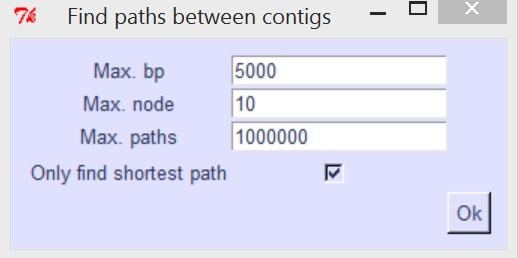 Find paths between contigs
Max. bp 5000
Max. node 10
Max. paths 1000000
Only find shortest path
Ok